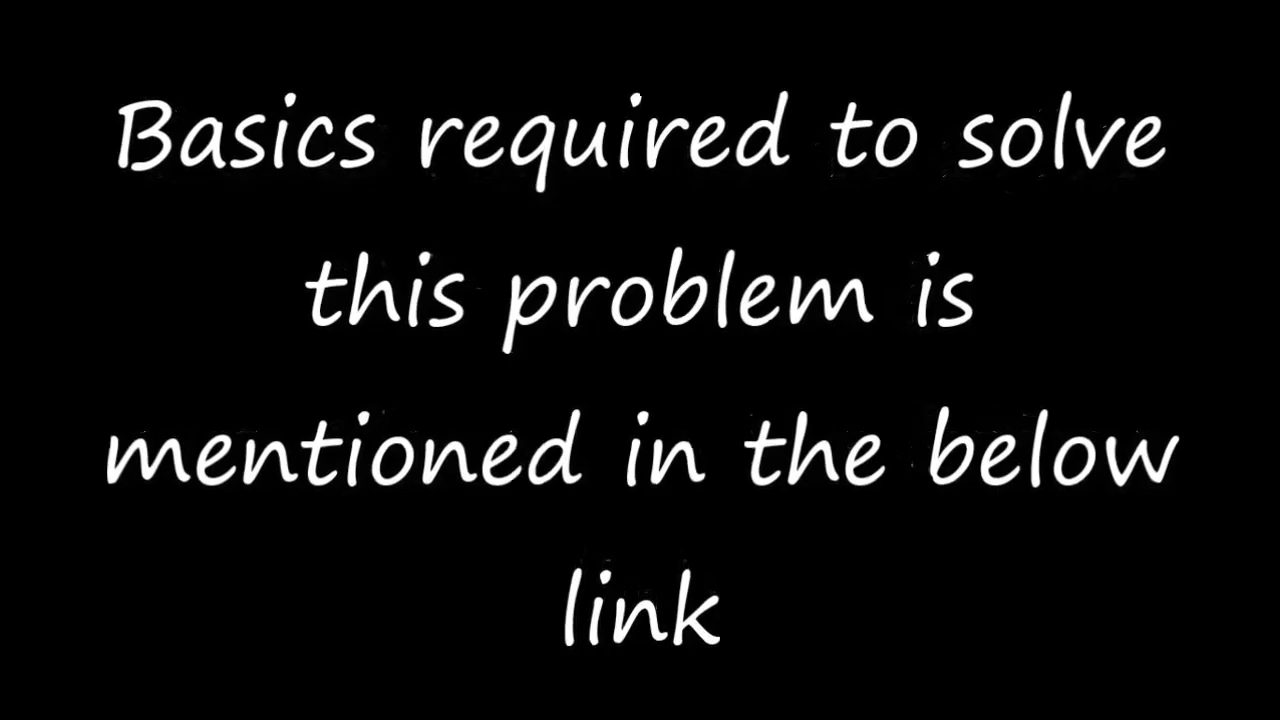 Basics required to solve
this problem is
mentioned in the below
link